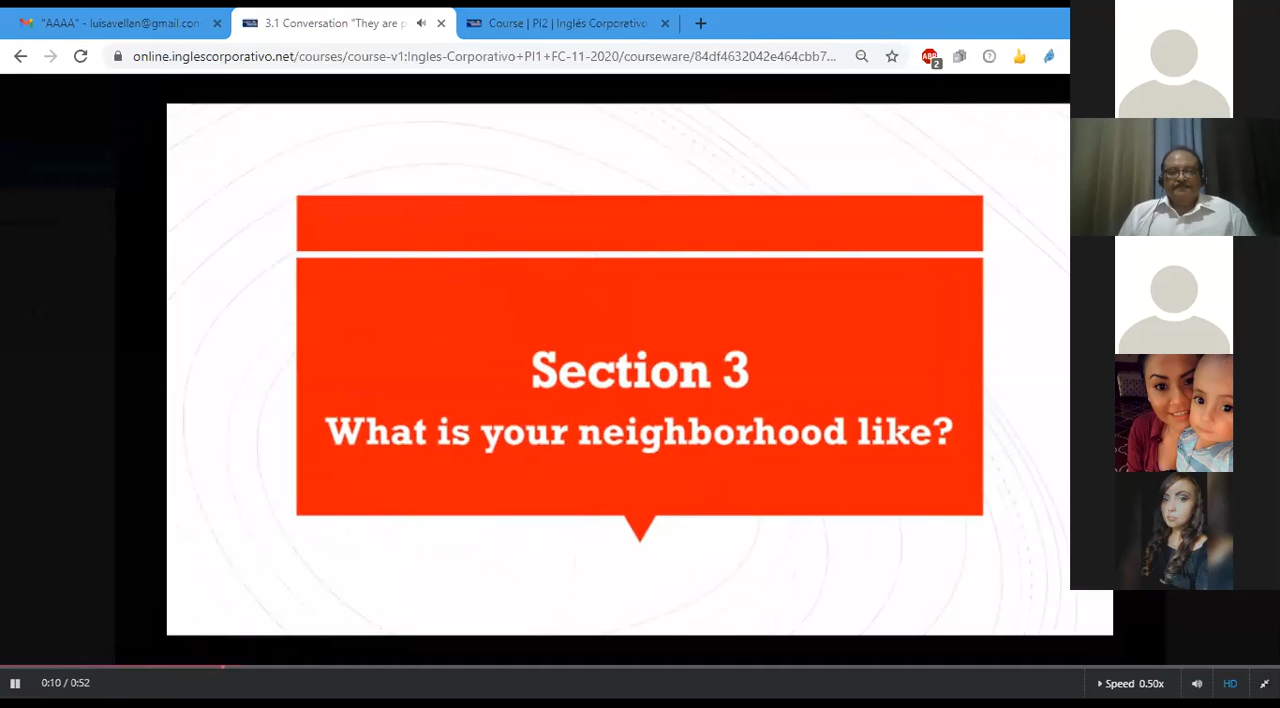 "AAAA" - luisavellan@gmail.com
3.1 Conversation "They are p
Course | PI2 | Inglés Corporativo
online.inglescorporativo.net/courses/course-v1:Ingles-Corporativo+PI1+FC-11-2020/courseware/84df4632042e464cbb7...
ABP
2
Section 3
What is your neighborhood like?
0:10 / 0:52
Speed 0.50x
HD